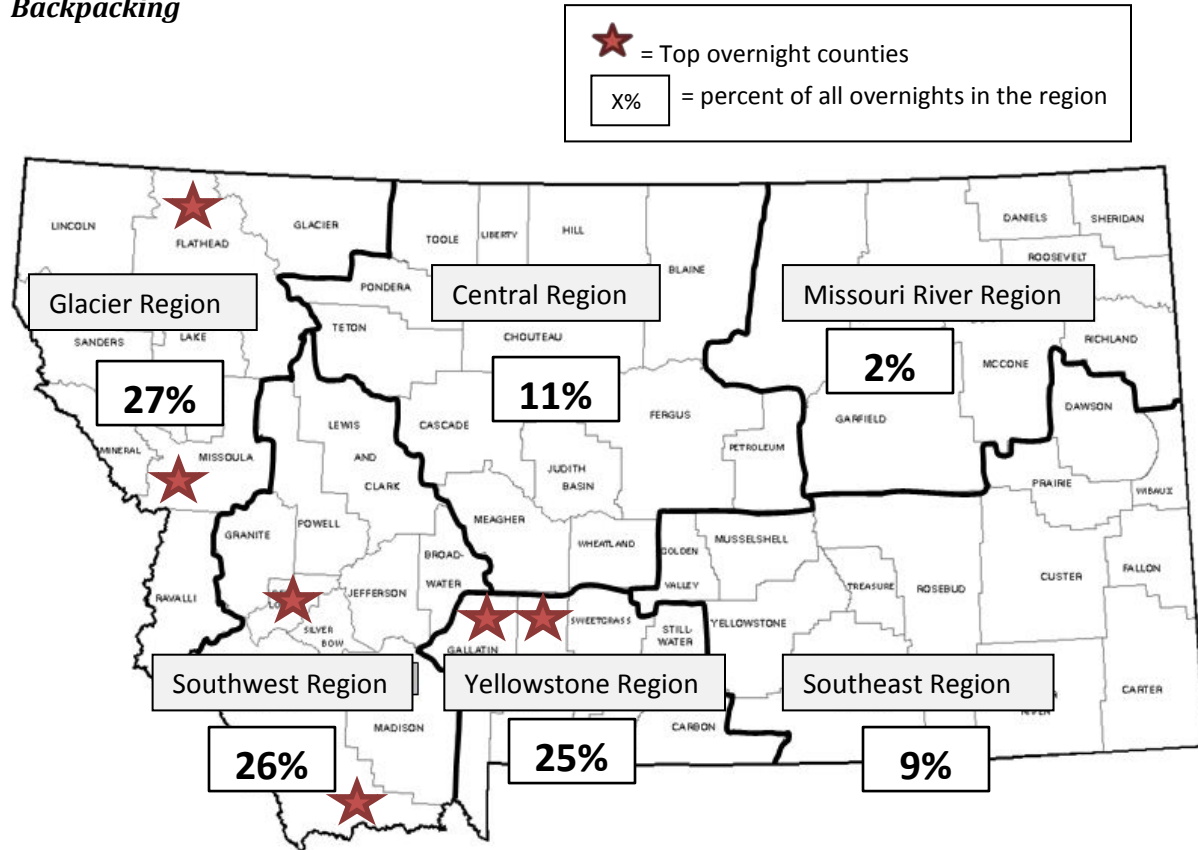 Backpacking
= Top overnight counties
X% = percent of all overnights in the region
LINCOLN
FLATHEAD
GLACIER
TOOLE
LIBERTY
HILL
BLAINE
DANIELS
SHERIDAN
ROOSEVELT
PONDERA
Glacier Region
Central Region
Missouri River Region
SANDERS
LAKE
TETON
CHOUTEAU
RICHLAND
MCCONE
27%
11%
2%
DAWSON
LEWIS
AND
CLARK
CASCADE
FERGUS
GARFIELD
MINERAL
MISSOULA
JUDITH
BASIN
PETROLEUM
PRAIRIE
WIBAUX
GRANITE
POWELL
MEAGHER
WHEATLAND
GOLDEN
VALLEY
MUSSELSHELL
BROAD-
WATER
RAVALLI
JEFFERSON
TREASURE
ROSEBUD
CUSTER
FALLON
SILVER
BOW
GALLATIN
SWEETGRASS
STILL-
WATER
YELLOWSTONE
Southwest Region
Yellowstone Region
Southeast Region
CARTER
RIVER
MADISON
CARBON
26%
25%
9%